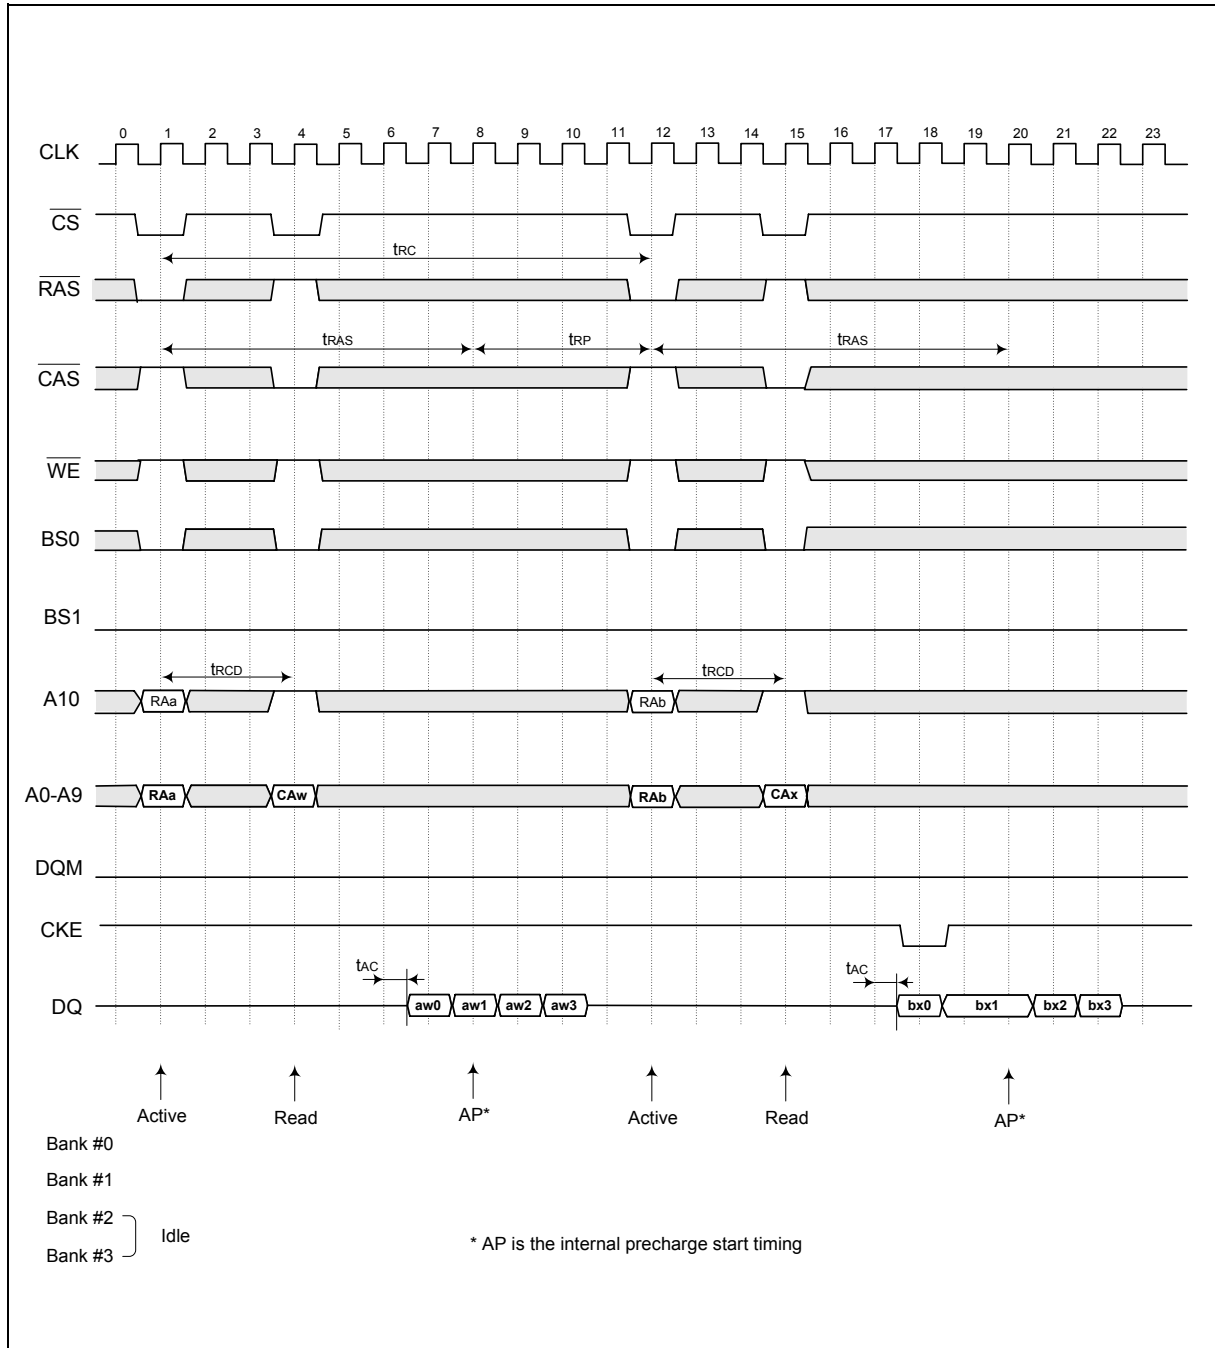 0 1 2 3 4 5 6 7 8 9 10 11 12 13 14 15 16 17 18 19 20 21 22 23
CLK
CS
tRC
RAS
tRAS tRP tRAS
CAS
WE
BS0
BS1
tRCD tRCD
A10 RAa RAb
A0-A9 RAa CAw RAb CAx
DQM
CKE
tAC tAC
DQ aw0 aw1 aw2 aw3 bx0 bx1 bx2 bx3
Active Read AP* Active Read AP*
Bank #0
Bank #1
Bank #2
Idle
Bank #3
* AP is the internal precharge start timing